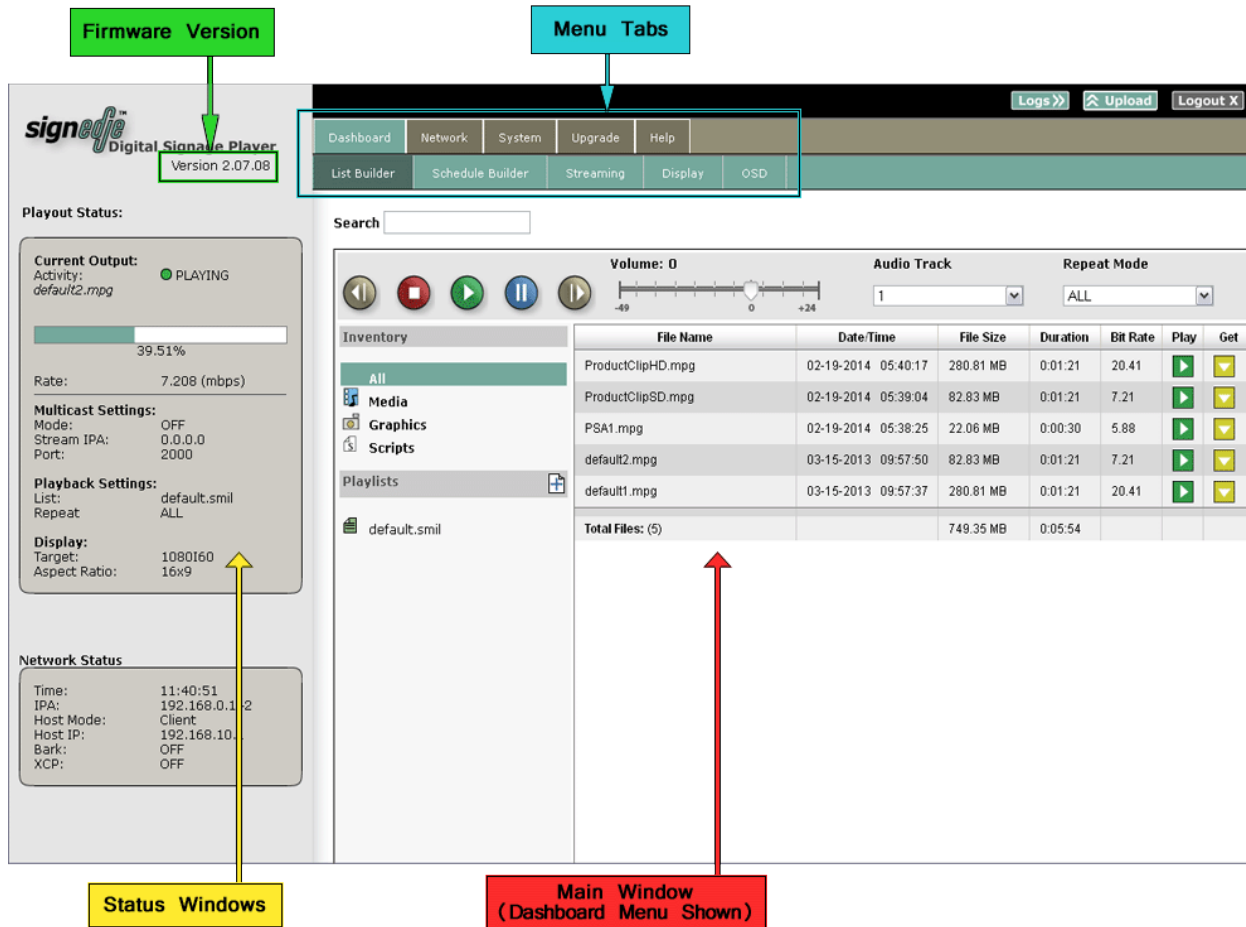 Firmware Version
Menu Tabs
Logs
Upload
Logout X
signedje™
Digital Signage Player
Version 2.07.08
Dashboard Network System Upgrade Help
List Builder Schedule Builder Streaming Display OSD
Playout Status:
Current Output:
Activity: PLAYING
default2.mpg
39.51%
Rate: 7.208 (mbps)
Multicast Settings:
Mode: OFF
Stream IPA: 0.0.0.0
Port: 2000
Playback Settings:
List: default.smil
Repeat ALL
Display:
Target: 1080I60
Aspect Ratio: 16x9
Network Status
Time: 11:40:51
IPA:
Host Mode: Client
Host IP:
Bark: OFF
XCP: OFF
Search
Volume: 0 Audio Track Repeat Mode
-49 0 +24 1 ALL
Inventory
All
Media
Graphics
Scripts
Playlists
default.smil
File Name Date/Time File Size Duration Bit Rate Play Get
ProductClipHD.mpg 02-19-2014 05:40:17 280.81 MB 0:01:21 20.41
ProductClipSD.mpg 02-19-2014 05:39:04 82.83 MB 0:01:21 7.21
PSA1.mpg 02-19-2014 05:38:25 22.06 MB 0:00:30 5.88
default2.mpg 03-15-2013 09:57:50 82.83 MB 0:01:21 7.21
default1.mpg 03-15-2013 09:57:37 280.81 MB 0:01:21 20.41
Total Files: (5) 749.35 MB 0:05:54
Status Windows
Main Window
(Dashboard Menu Shown)